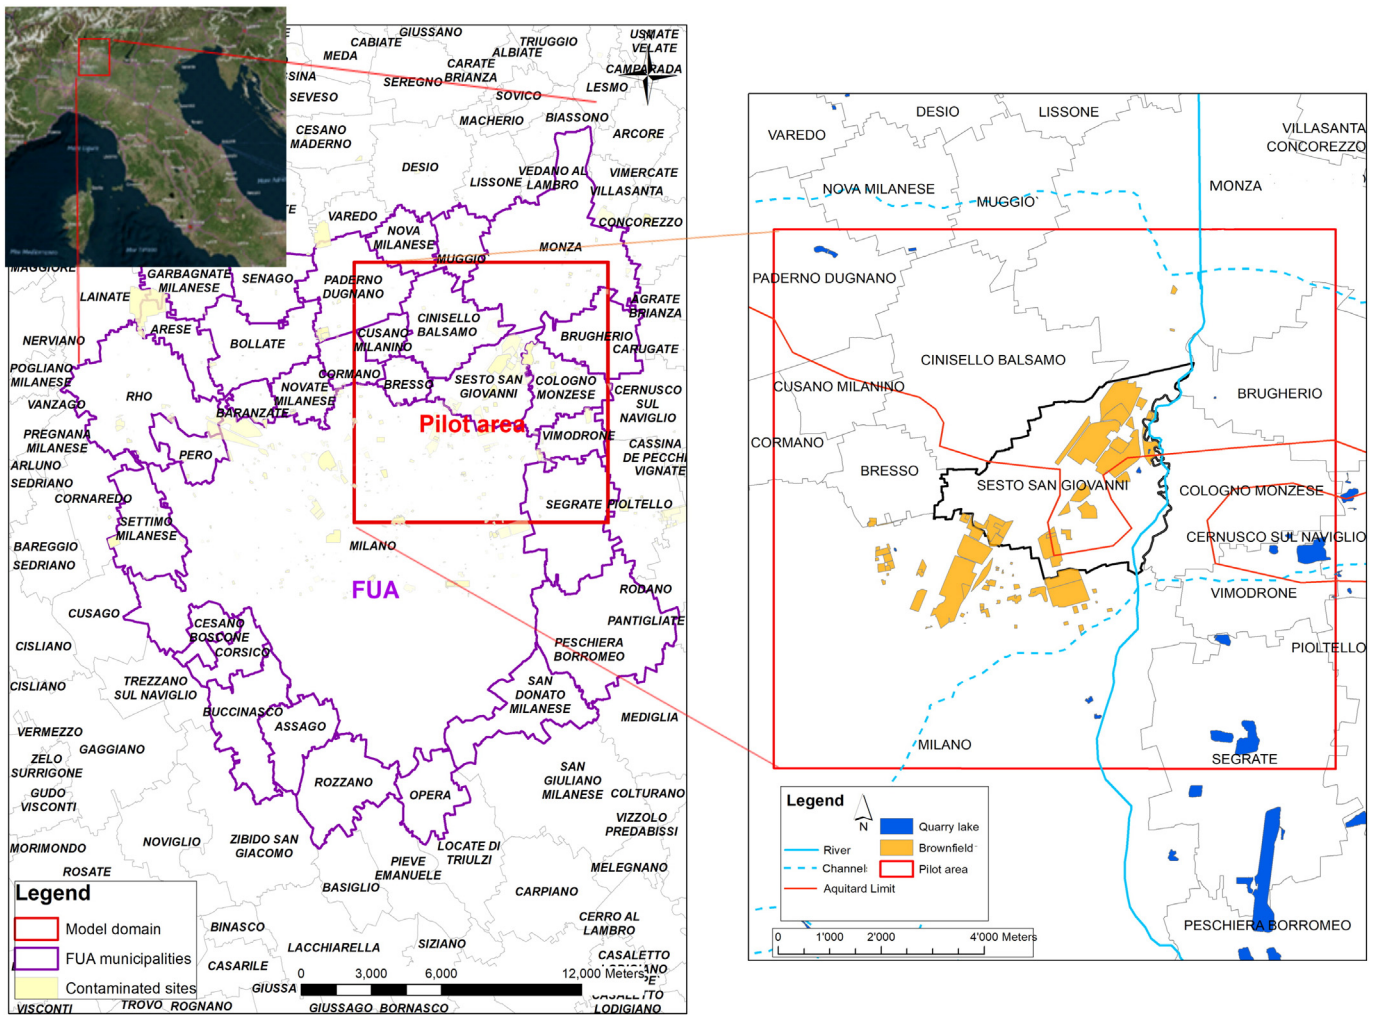 GIUSSANO
CABIATE
MEDA
TRIUGGIO
ALBIATE
USMATE
VELATE
N
CARATE
BRIANZA
CAMPARADA
SEREGNO
LESMO
SEVESO
SOVICO
MACHERIO
BIASSONO
CESANO
MADERNO
ARCORE
DESIO
VEDANO AL
LAMBRO
LISSONE
VIMERCATE
VILLASANTA
VAREDO
CONCOREZZO
NOVA
MILANESE
MONZA
MUGGIO
MAGGIORE
GARBAGNATE
MILANESE
SENAGO
PADERNO
DUGNANO
LAINATE
AGRATE
BRIANZA
CINISELLO
BALSAMO
ARESE
NERVIANO
BOLLATE
CUSANO
MILANINO
BRUGHERIO
CARUGATE
POGLIANO
MILANESE
CORMANO
RHO
NOVATE
MILANESE
BRESSO
SESTO SAN
GIOVANNI
COLOGNO
MONZESE
CERNUSCO
SUL
NAVIGLIO
VANZAGO
BARANZATE
Pilot area
PREGNANA
MILANESE
VIMODRONE
CASSINA
DE PECCHI
VIGNATE
PERO
ARLUNO
SEDRIANO
CORNAREDO
SEGRATE
PIOLTELLO
SETTIMO
MILANESE
BAREGGIO
SEDRIANO
MILANO
FUA
RODANO
CUSAGO
CESANO
BOSCONE
PANTIGLIATE
CISLIANO
CORSICO
PESCHIERA
BORROMEO
CISLIANO
TREZZANO
SUL NAVIGLIO
SAN
DONATO
MILANESE
BUCCINASCO
ASSAGO
MEDIGLIA
VERMEZZO
GAGGIANO
ZELO
SURRIGONE
ROZZANO
OPERA
SAN
GIULIANO
MILANESE
COLTURANO
GUDO
VISCONTI
VIZZOLO
PREDABISSI
MORIMONDO
NOVIGLIO
ZIBIDO SAN
GIACOMO
LOCATE DI
TRIULZI
PIEVE
EMANUELE
MELEGNANO
ROSATE
BASIGLIO
CARPIANO
CERRO AL
LAMBRO
BINASCO
LACCHIARELLA
SIZIANO
CASARILE
CASALETTO
LODIGIANO
Legend
Model domain
FUA municipalities
Contaminated sites
0 3,000 6,000 12,000 Meters
GIUSSA
CASALETTO
LODIGIANO
VISCONTI
TROVO
ROGNANO
GIUSSAGO
BORNASCO
DESIO
LISSONE
VAREDO
VILLASANTA
CONCOREZZO
NOVA MILANESE
MONZA
MUGGIO`
PADERNO DUGNANO
CINISELLO BALSAMO
CUSANO MILANINO
BRUGHERIO
CORMANO
BRESSO
SESTO SAN GIOVANNI
COLOGNO MONZESE
CERNUSCO SUL NAVIGLIO
VIMODRONE
PIOLTELLO
MILANO
SEGRATE
PESCHIERA BORROMEO
Legend
N
Quarry lake
River
Brownfield
Channel
Pilot area
Aquitard Limit
0 1'000 2'000 4'000 Meters